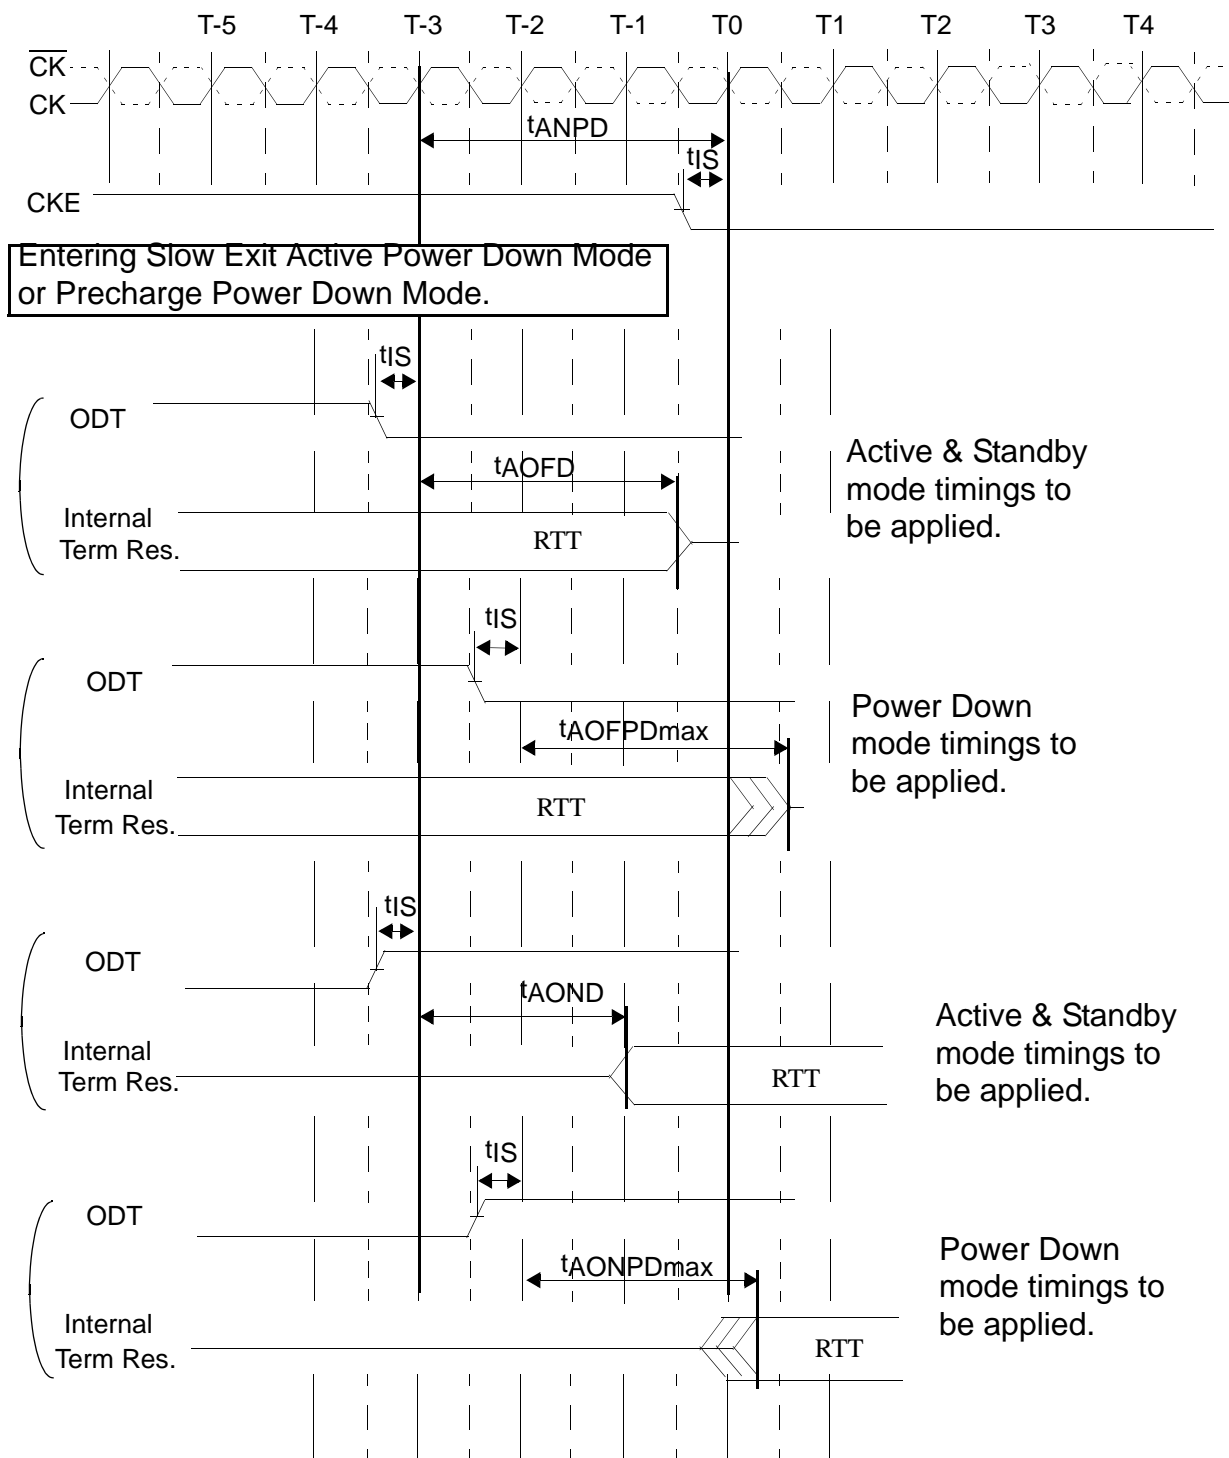 T-5 T-4 T-3 T-2 T-1 T0 T1 T2 T3 T4
CK
CK
tANPD
tIS
CKE
Entering Slow Exit Active Power Down Mode
or Precharge Power Down Mode.
tIS
ODT
tAOFD
Internal
Term Res.
RTT
Active & Standby
mode timings to
be applied.
tIS
ODT
tAOFPDmax
Internal
Term Res.
RTT
Power Down
mode timings to
be applied.
tIS
ODT
tAOND
Internal
Term Res.
RTT
Active & Standby
mode timings to
be applied.
tIS
ODT
tAONPDmax
Internal
Term Res.
RTT
Power Down
mode timings to
be applied.